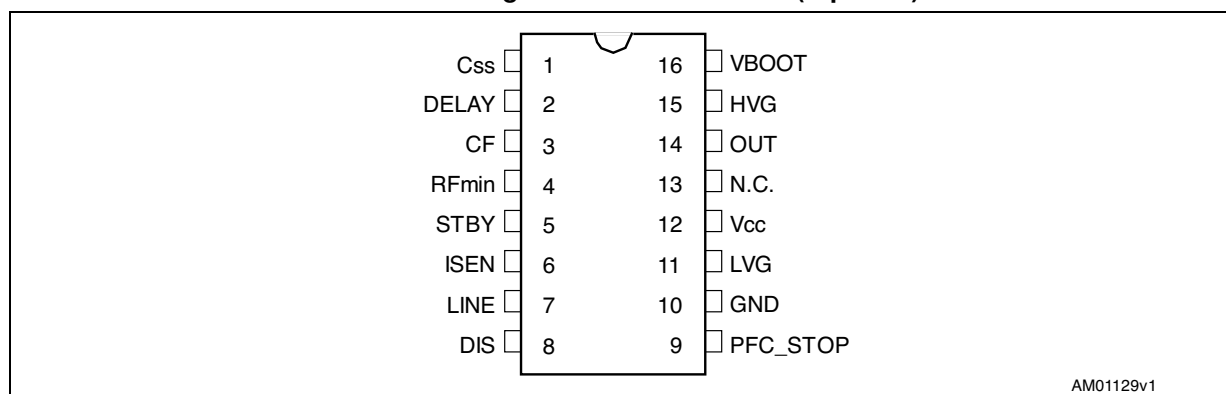 Css 1 16 VBOOT
DELAY 2 15 HVG
CF 3 14 OUT
RFmin 4 13 N.C.
STBY 5 12 Vcc
ISEN 6 11 LVG
LINE 7 10 GND
DIS 8 9 PFC_STOP
AM01129v1